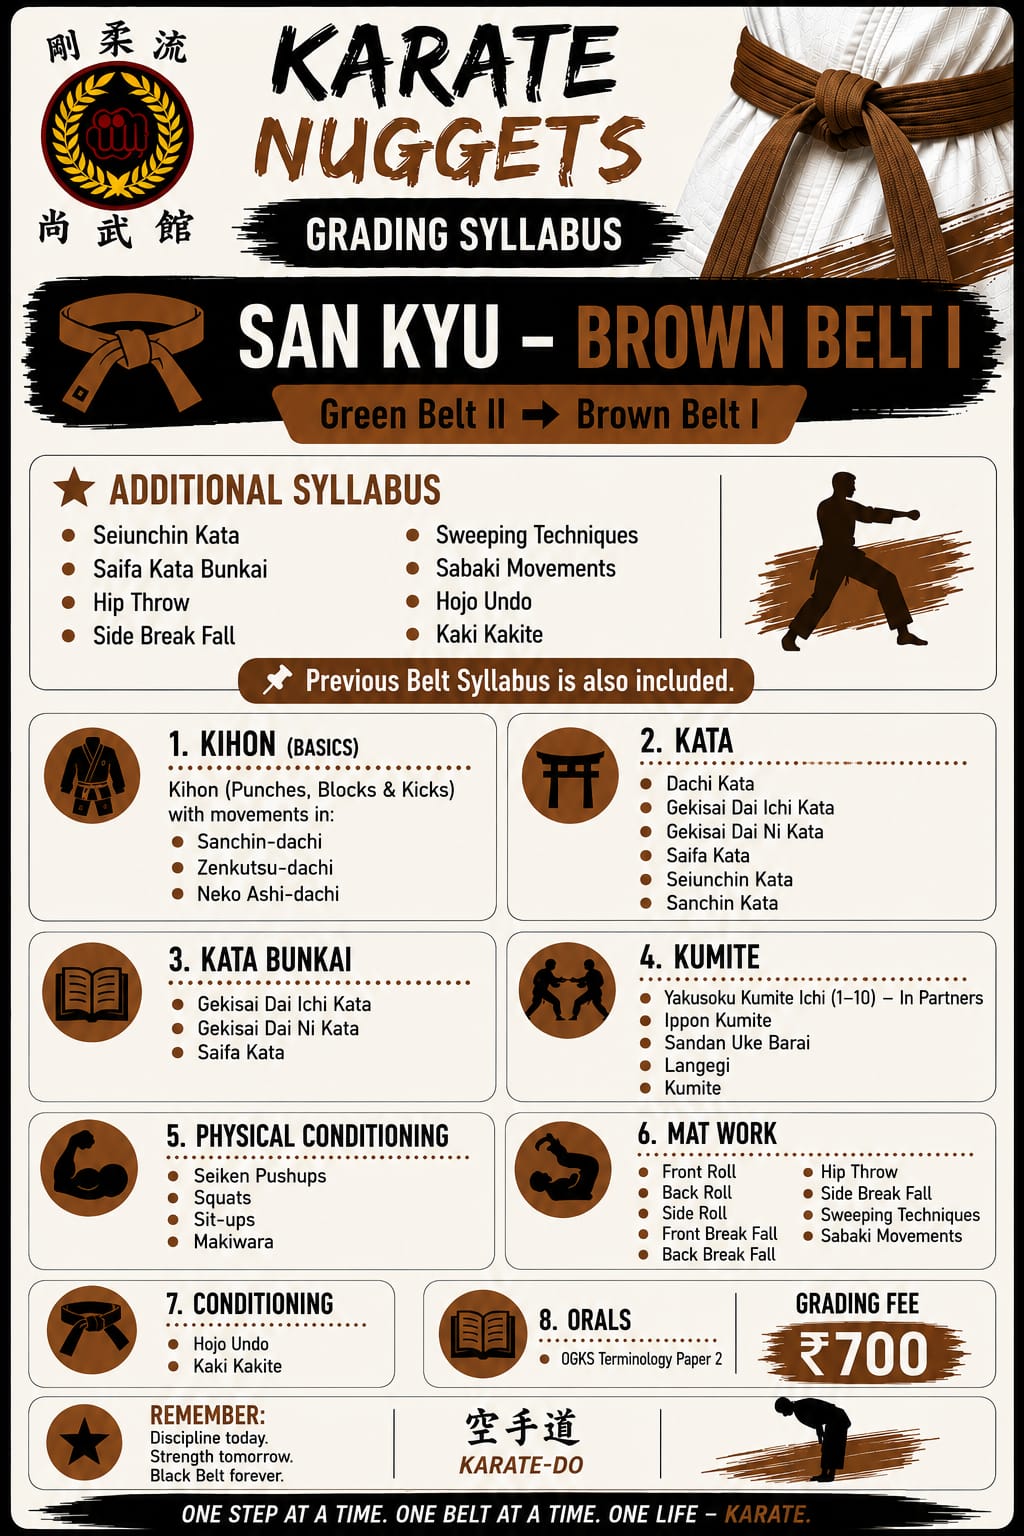 剛柔流
尚武館
KARATE
NUGGETS
GRADING SYLLABUS
SAN KYU – BROWN BELT I
Green Belt II ➔ Brown Belt I
ADDITIONAL SYLLABUS
Seiunchin Kata
Saifa Kata Bunkai
Hip Throw
Side Break Fall
Sweeping Techniques
Sabaki Movements
Hojo Undo
Kaki Kakite
Previous Belt Syllabus is also included.
1. KIHON (BASICS)
Kihon (Punches, Blocks & Kicks)
with movements in:
Sanchin-dachi
Zenkutsu-dachi
Neko Ashi-dachi
2. KATA
Dachi Kata
Gekisai Dai Ichi Kata
Gekisai Dai Ni Kata
Saifa Kata
Seiunchin Kata
Sanchin Kata
3. KATA BUNKAI
Gekisai Dai Ichi Kata
Gekisai Dai Ni Kata
Saifa Kata
4. KUMITE
Yakusoku Kumite Ichi (1–10) – In Partners
Ippon Kumite
Sandan Uke Barai
Langegi
Kumite
5. PHYSICAL CONDITIONING
Seiken Pushups
Squats
Sit-ups
Makiwara
6. MAT WORK
Front Roll
Back Roll
Side Roll
Front Break Fall
Back Break Fall
Hip Throw
Side Break Fall
Sweeping Techniques
Sabaki Movements
7. CONDITIONING
Hojo Undo
Kaki Kakite
8. ORALS
OGKS Terminology Paper 2
GRADING FEE
₹700
REMEMBER:
Discipline today.
Strength tomorrow.
Black Belt forever.
空手道
KARATE-DO
ONE STEP AT A TIME. ONE BELT AT A TIME. ONE LIFE – KARATE.